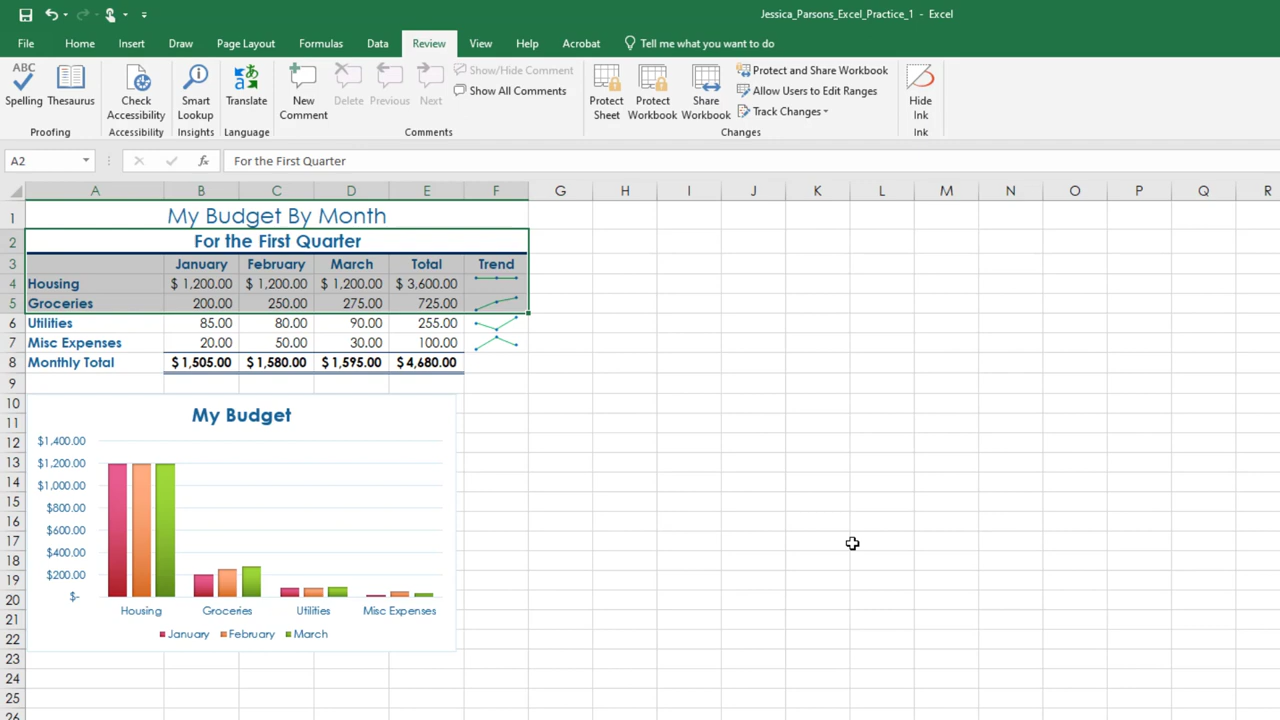 Jessica_Parsons_Excel_Practice_1 - Excel
File Home Insert Draw Page Layout Formulas Data Review View Help Acrobat Tell me what you want to do
ABC
Spelling Thesaurus Check Accessibility Smart Lookup Translate New Comment Delete Previous Next
Show/Hide Comment
Show All Comments
Protect Sheet Protect Workbook Share Workbook
Protect and Share Workbook
Allow Users to Edit Ranges
Track Changes
Hide Ink
Proofing Accessibility Insights Language Comments Changes Ink
A2 fx For the First Quarter
A B C D E F G H I J K L M N O P Q R
1 My Budget By Month
2 For the First Quarter
3 January February March Total Trend
4 Housing $ 1,200.00 $ 1,200.00 $ 1,200.00 $ 3,600.00
5 Groceries 200.00 250.00 275.00 725.00
6 Utilities 85.00 80.00 90.00 255.00
7 Misc Expenses 20.00 50.00 30.00 100.00
8 Monthly Total $ 1,505.00 $ 1,580.00 $ 1,595.00 $ 4,680.00
9
10
11
12
13
14
15
16
17
18
19
20
21
22
23
24
25
26
My Budget
$1,400.00
$1,200.00
$1,000.00
$800.00
$600.00
$400.00
$200.00
$-
Housing Groceries Utilities Misc Expenses
January February March